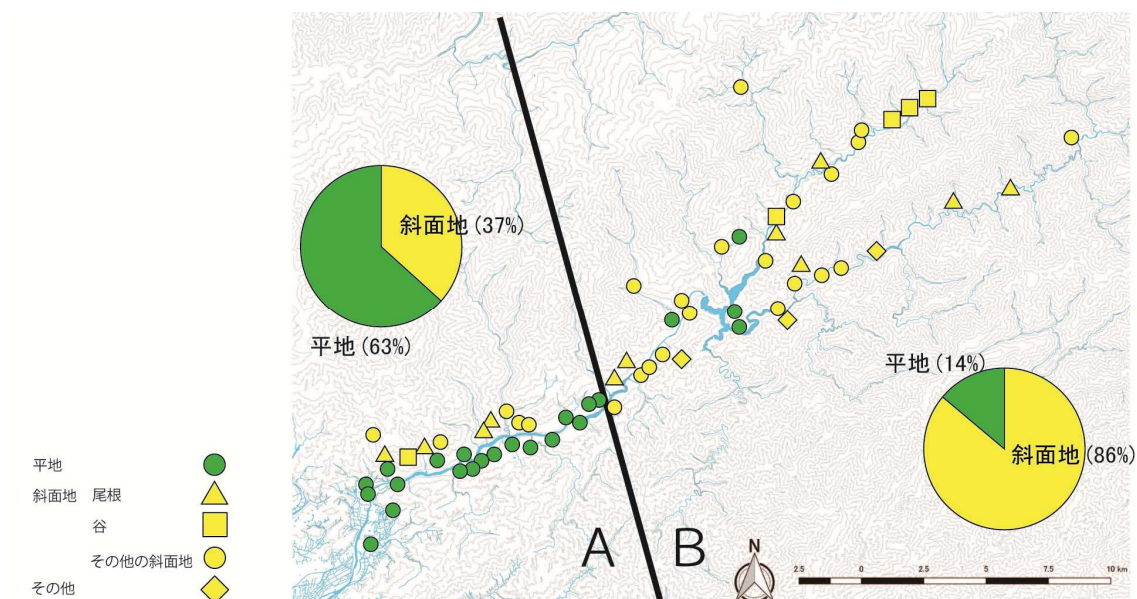 斜面地(37%)
平地(63%)
平地(14%)
斜面地(86%)
平地
斜面地 尾根
谷
その他の斜面地
その他
A B
N
2.5 0 2.5 5 7.5 10 km